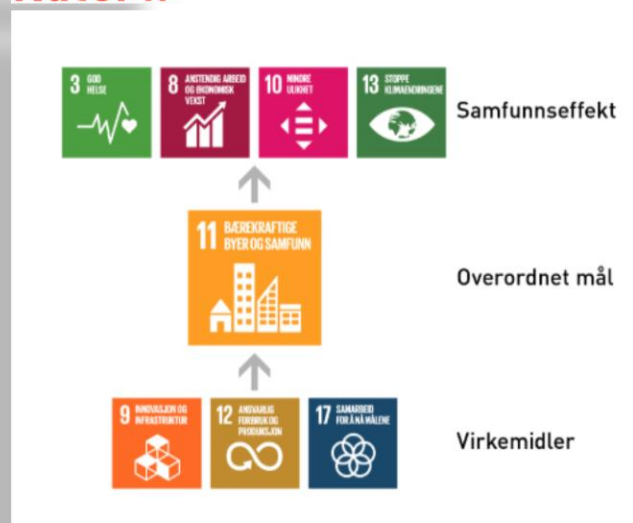 3 GOD
HELSE
8 ANSTENDIG ARBEID
OG ØKONOMISK
VEKST
10 MINDRE
ULIKHET
13 STOPPE
KLIMAENDRINGENE
Samfunnseffekt
11 BÆREKRAFTIGE
BYER OG SAMFUNN
Overordnet mål
9 INNOVASJON OG
INFRASTRUKTUR
12 ANSVARLIG
FORBRUK OG
PRODUKSJON
17 SAMARBEID
FOR Å NÅ MÅLENE
Virkemidler